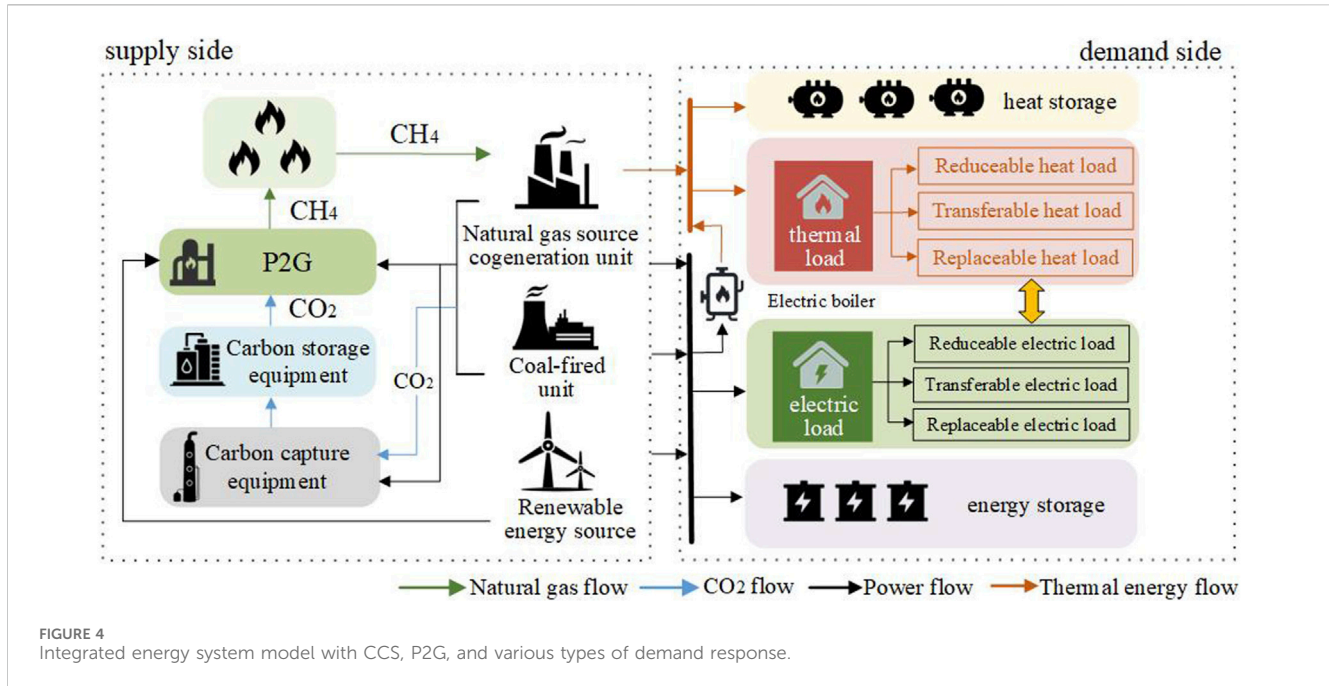 supply side
demand side
CH4
CH4
P2G
CO2
Carbon storage
equipment
CO2
Carbon capture
equipment
Natural gas source
cogeneration unit
Coal-fired
unit
Renewable
energy source
Electric boiler
heat storage
thermal
load
Reduceable heat load
Transferable heat load
Replaceable heat load
electric
load
Reduceable electric load
Transferable electric load
Replaceable electric load
energy storage
Natural gas flow
CO2 flow
Power flow
Thermal energy flow
FIGURE 4
Integrated energy system model with CCS, P2G, and various types of demand response.